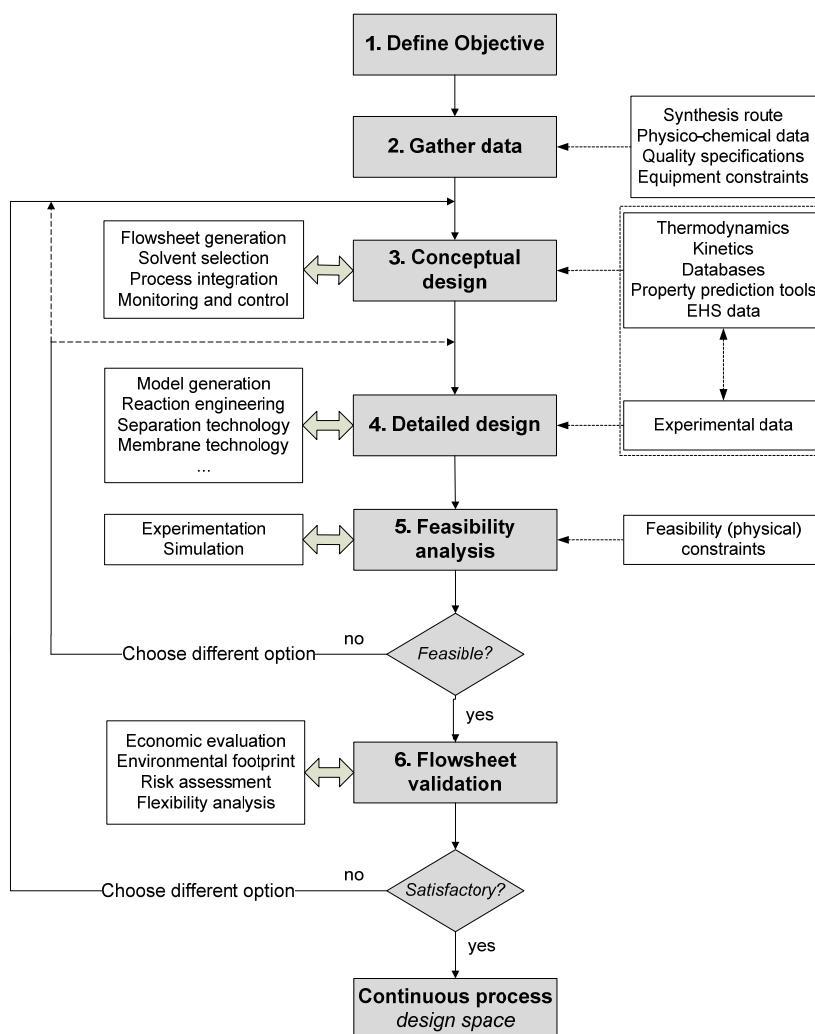 1. Define Objective
2. Gather data
Synthesis route
Physico-chemical data
Quality specifications
Equipment constraints
Flowsheet generation
Solvent selection
Process integration
Monitoring and control
3. Conceptual
design
Thermodynamics
Kinetics
Databases
Property prediction tools
EHS data
Model generation
Reaction engineering
Separation technology
Membrane technology
...
4. Detailed design
Experimental data
Experimentation
Simulation
5. Feasibility
analysis
Feasibility (physical)
constraints
Choose different option
no
Feasible?
yes
Economic evaluation
Environmental footprint
Risk assessment
Flexibility analysis
6. Flowsheet
validation
Choose different option
no
Satisfactory?
yes
Continuous process
design space